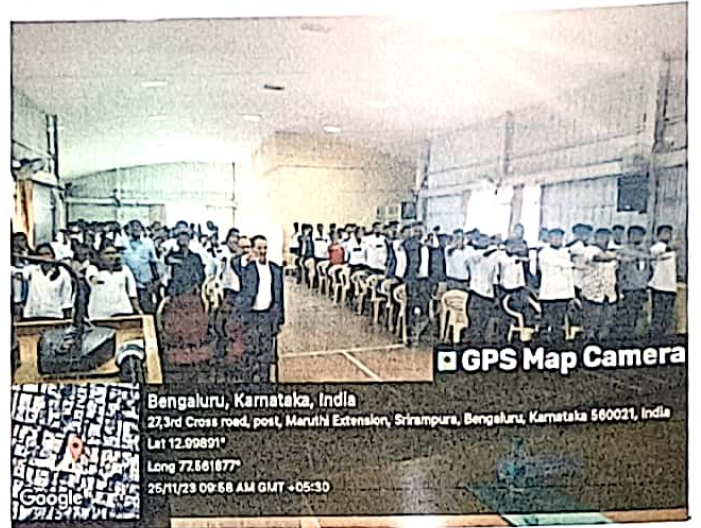 GPS Map Camera
Bengaluru, Karnataka, India
27,3rd Cross road, post, Maruthi Extension, Srirampura, Bengaluru, Karnataka 560021, India
Lat 12.99891°
Long 77.561877°
25/11/23 09:58 AM GMT +05:30
Google